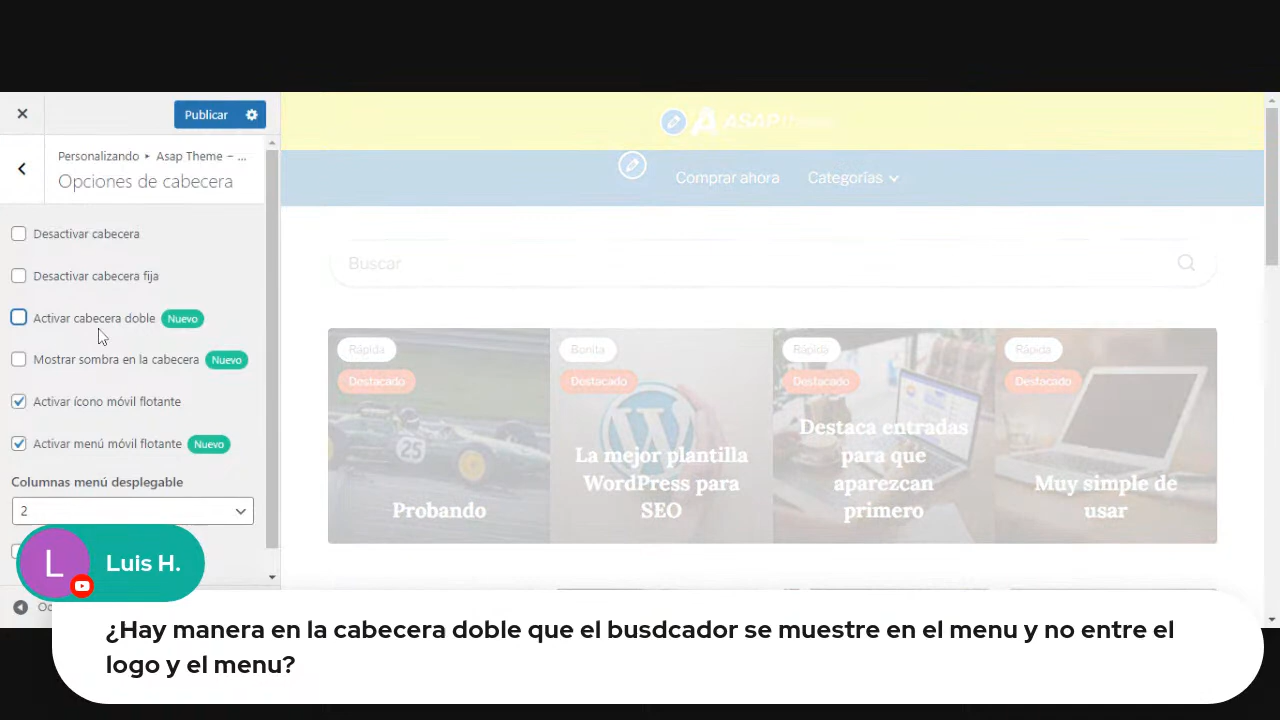 Publicar
Personalizando ▸ Asap Theme – ...
Opciones de cabecera
Desactivar cabecera
Desactivar cabecera fija
Activar cabecera doble Nuevo
Mostrar sombra en la cabecera Nuevo
Activar ícono móvil flotante
Activar menú móvil flotante Nuevo
Columnas menú desplegable
2
Oc
ASAP theme
Comprar ahora Categorías
Buscar
Rápida
Destacado
Probando
Bonita
Destacado
La mejor plantilla
WordPress para
SEO
Rápida
Destacado
Destaca entradas
para que
aparezcan
primero
Rápida
Destacado
Muy simple de
usar
25
L
Luis H.
¿Hay manera en la cabecera doble que el busdcador se muestre en el menu y no entre el
logo y el menu?